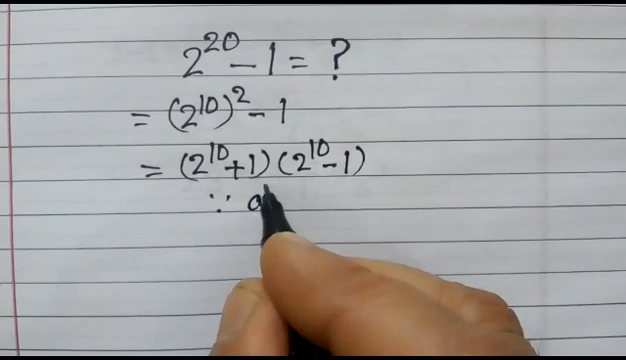 2^20 - 1 = ?
= (2^10)^2 - 1
= (2^10 + 1) (2^10 - 1)
∵ a